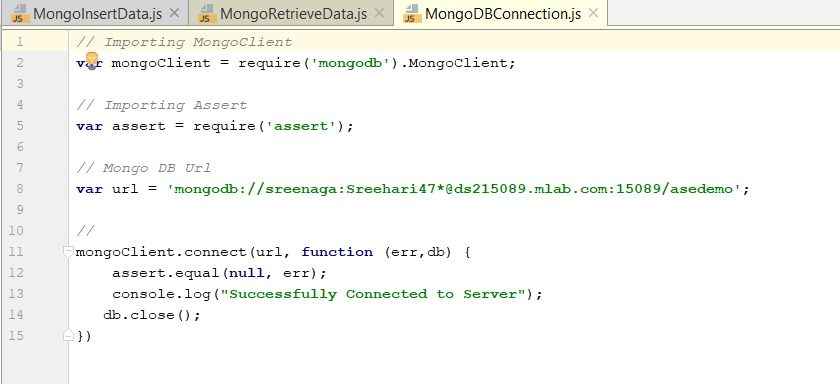 MongoInsertData.js
MongoRetrieveData.js
MongoDBConnection.js
1 // Importing MongoClient
2 var mongoClient = require('mongodb').MongoClient;
3
4 // Importing Assert
5 var assert = require('assert');
6
7 // Mongo DB Url
8 var url = 'mongodb://sreenaga:Sreehari47*@ds215089.mlab.com:15089/asedemo';
9
10 //
11 mongoClient.connect(url, function (err,db) {
12 assert.equal(null, err);
13 console.log("Successfully Connected to Server");
14 db.close();
15 })